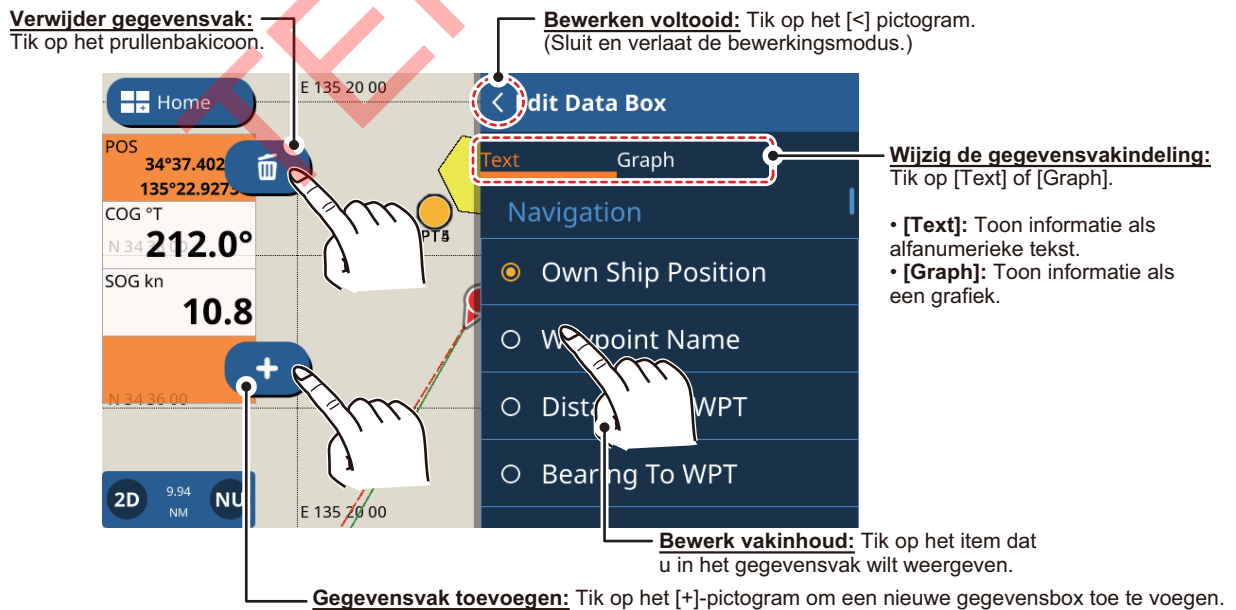 Verwijder gegevensvak:
Tik op het prullenbakicoon.
Bewerken voltooid: Tik op het [<] pictogram.
(Sluit en verlaat de bewerkingsmodus.)
Home
E 135 20 00
<
dit Data Box
POS
34°37.402
135°22.927
Text
Graph
Wijzig de gegevensvakindeling:
Tik op [Text] of [Graph].
• [Text]: Toon informatie als
alfanumerieke tekst.
• [Graph]: Toon informatie als
een grafiek.
COG °T
212.0°
N 34
SOG kn
10.8
Navigation
Own Ship Position
Waypoint Name
WPT
Bearing To WPT
+
N 34 36 00
2D
9.94
NM
NU
E 135 20 00
Bewerk vakinhoud: Tik op het item dat
u in het gegevensvak wilt weergeven.
Gegevensvak toevoegen: Tik op het [+]-pictogram om een nieuwe gegevensbox toe te voegen.